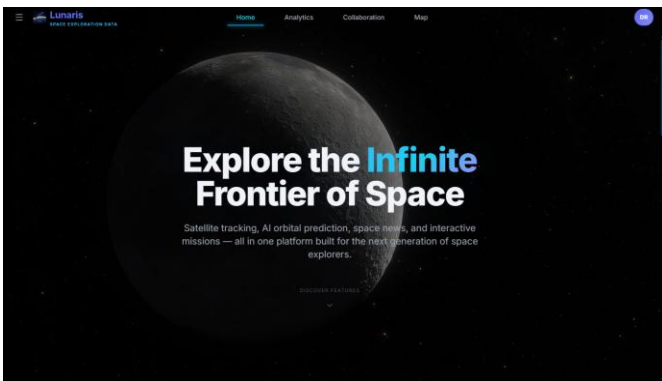 Lunaris
SPACE EXPLORATION DATA
Home
Analytics
Collaboration
Map
DR
Explore the Infinite
Frontier of Space
Satellite tracking, AI orbital prediction, space news, and interactive
missions — all in one platform built for the next generation of space
explorers.
DISCOVER FEATURES